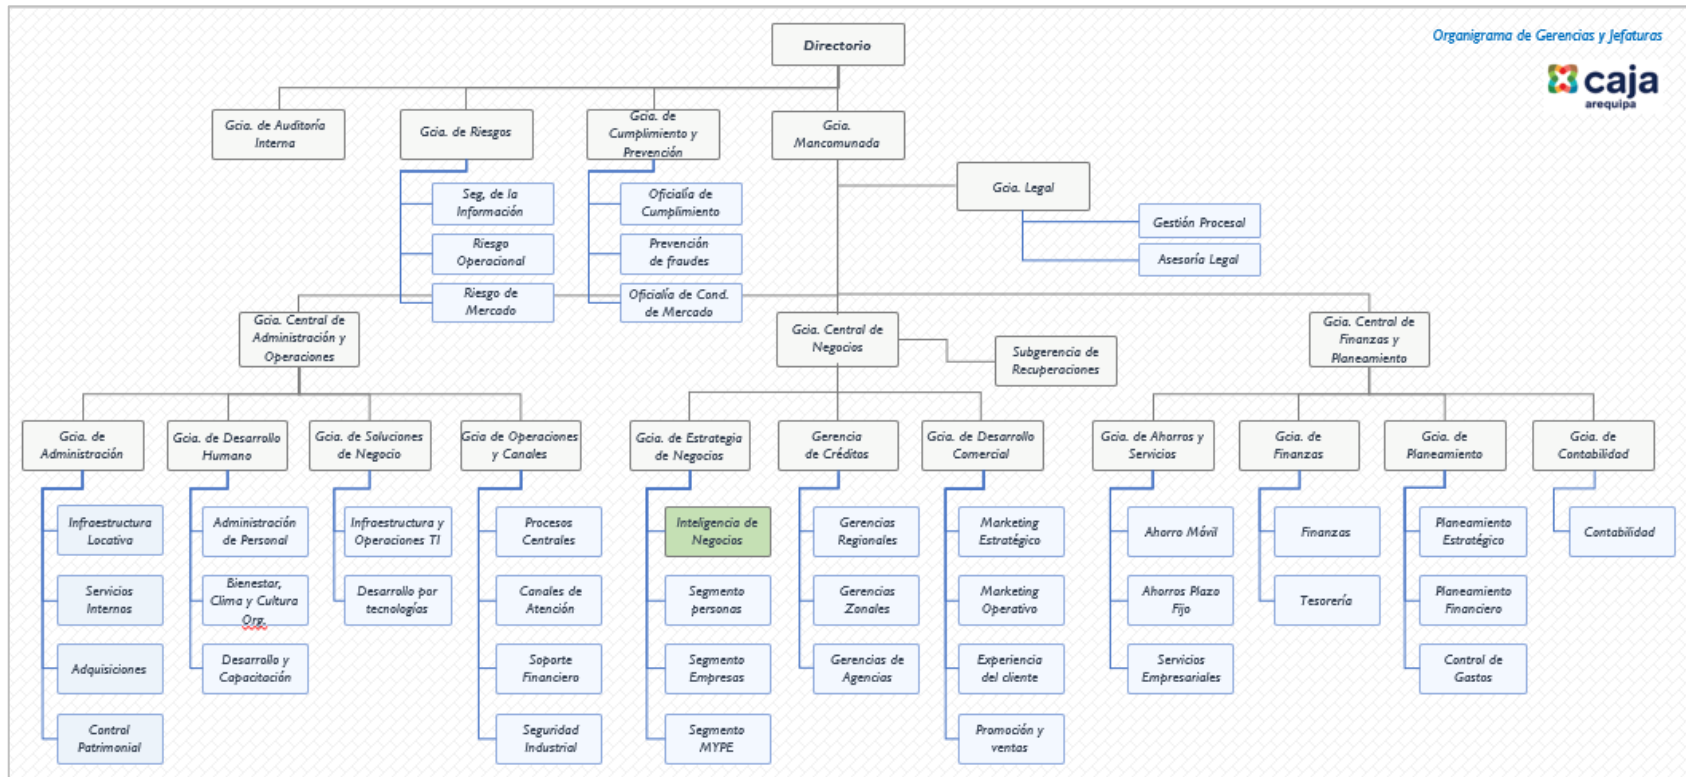 Directorio
Organigrama de Gerencias y Jefaturas
caja
arequipa
Gcia. de Auditoría
Interna
Gcia. de Riesgos
Gcia. de
Cumplimiento y
Prevención
Gcia.
Mancomunada
Seg, de la
Información
Riesgo
Operacional
Riesgo de
Mercado
Oficialía de
Cumplimiento
Prevención
de fraudes
Oficialía de Cond.
de Mercado
Gcia. Legal
Gestión Procesal
Asesoría Legal
Gcia. Central de
Administración y
Operaciones
Gcia. Central de
Negocios
Subgerencia de
Recuperaciones
Gcia. Central de
Finanzas y
Planeamiento
Gcia. de
Administración
Gcia. de Desarrollo
Humano
Gcia. de Soluciones
de Negocio
Gcia de Operaciones
y Canales
Gcia. de Estrategia
de Negocios
Gerencia
de Créditos
Gcia. de Desarrollo
Comercial
Gcia. de Ahorros y
Servicios
Gcia. de
Finanzas
Gcia. de
Planeamiento
Gcia. de
Contabilidad
Infraestructura
Locativa
Servicios
Internos
Adquisiciones
Control
Patrimonial
Administración
de Personal
Bienestar,
Clima y Cultura
Org.
Desarrollo y
Capacitación
Infraestructura y
Operaciones TI
Desarrollo por
tecnologías
Procesos
Centrales
Canales de
Atención
Soporte
Financiero
Seguridad
Industrial
Inteligencia de
Negocios
Segmento
personas
Segmento
Empresas
Segmento
MYPE
Gerencias
Regionales
Gerencias
Zonales
Gerencias de
Agencias
Marketing
Estratégico
Marketing
Operativo
Experiencia
del cliente
Promoción y
ventas
Ahorro Móvil
Ahorros Plazo
Fijo
Servicios
Empresariales
Finanzas
Tesorería
Planeamiento
Estratégico
Planeamiento
Financiero
Control de
Gastos
Contabilidad